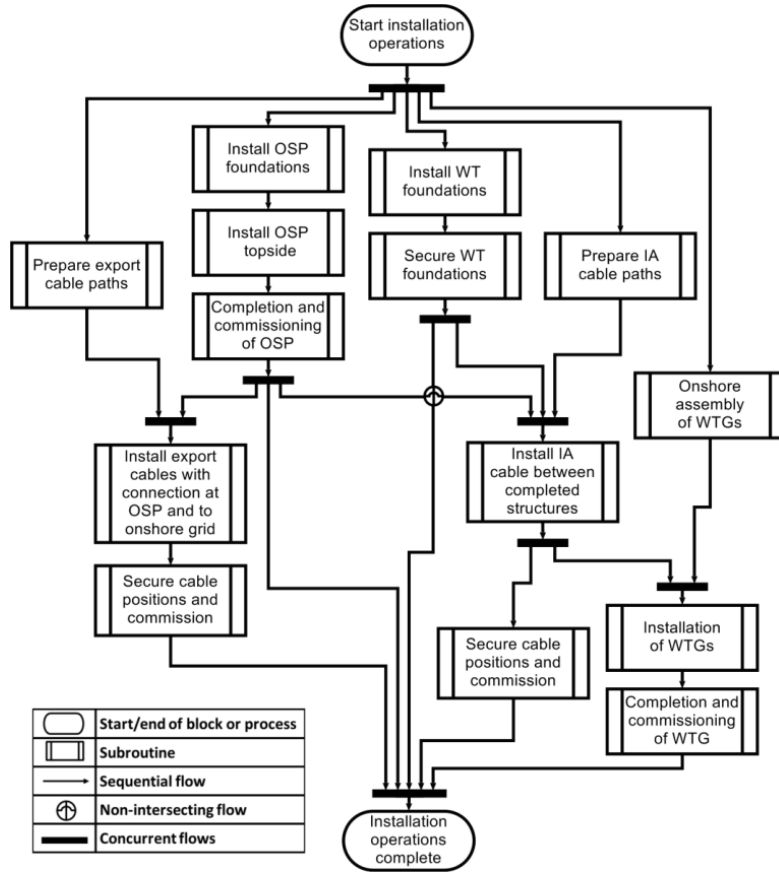 Start installation
operations
Install OSP
foundations
Install WT
foundations
Install OSP
topside
Secure WT
foundations
Prepare export
cable paths
Prepare IA
cable paths
Completion and
commissioning
of OSP
Onshore
assembly
of WTGs
Install export
cables with
connection at
OSP and to
onshore grid
Install IA
cable between
completed
structures
Secure cable
positions and
commission
Installation
of WTGs
Secure cable
positions and
commission
Completion and
commissioning
of WTG
Start/end of block or process
Subroutine
Sequential flow
Non-intersecting flow
Concurrent flows
Installation
operations
complete